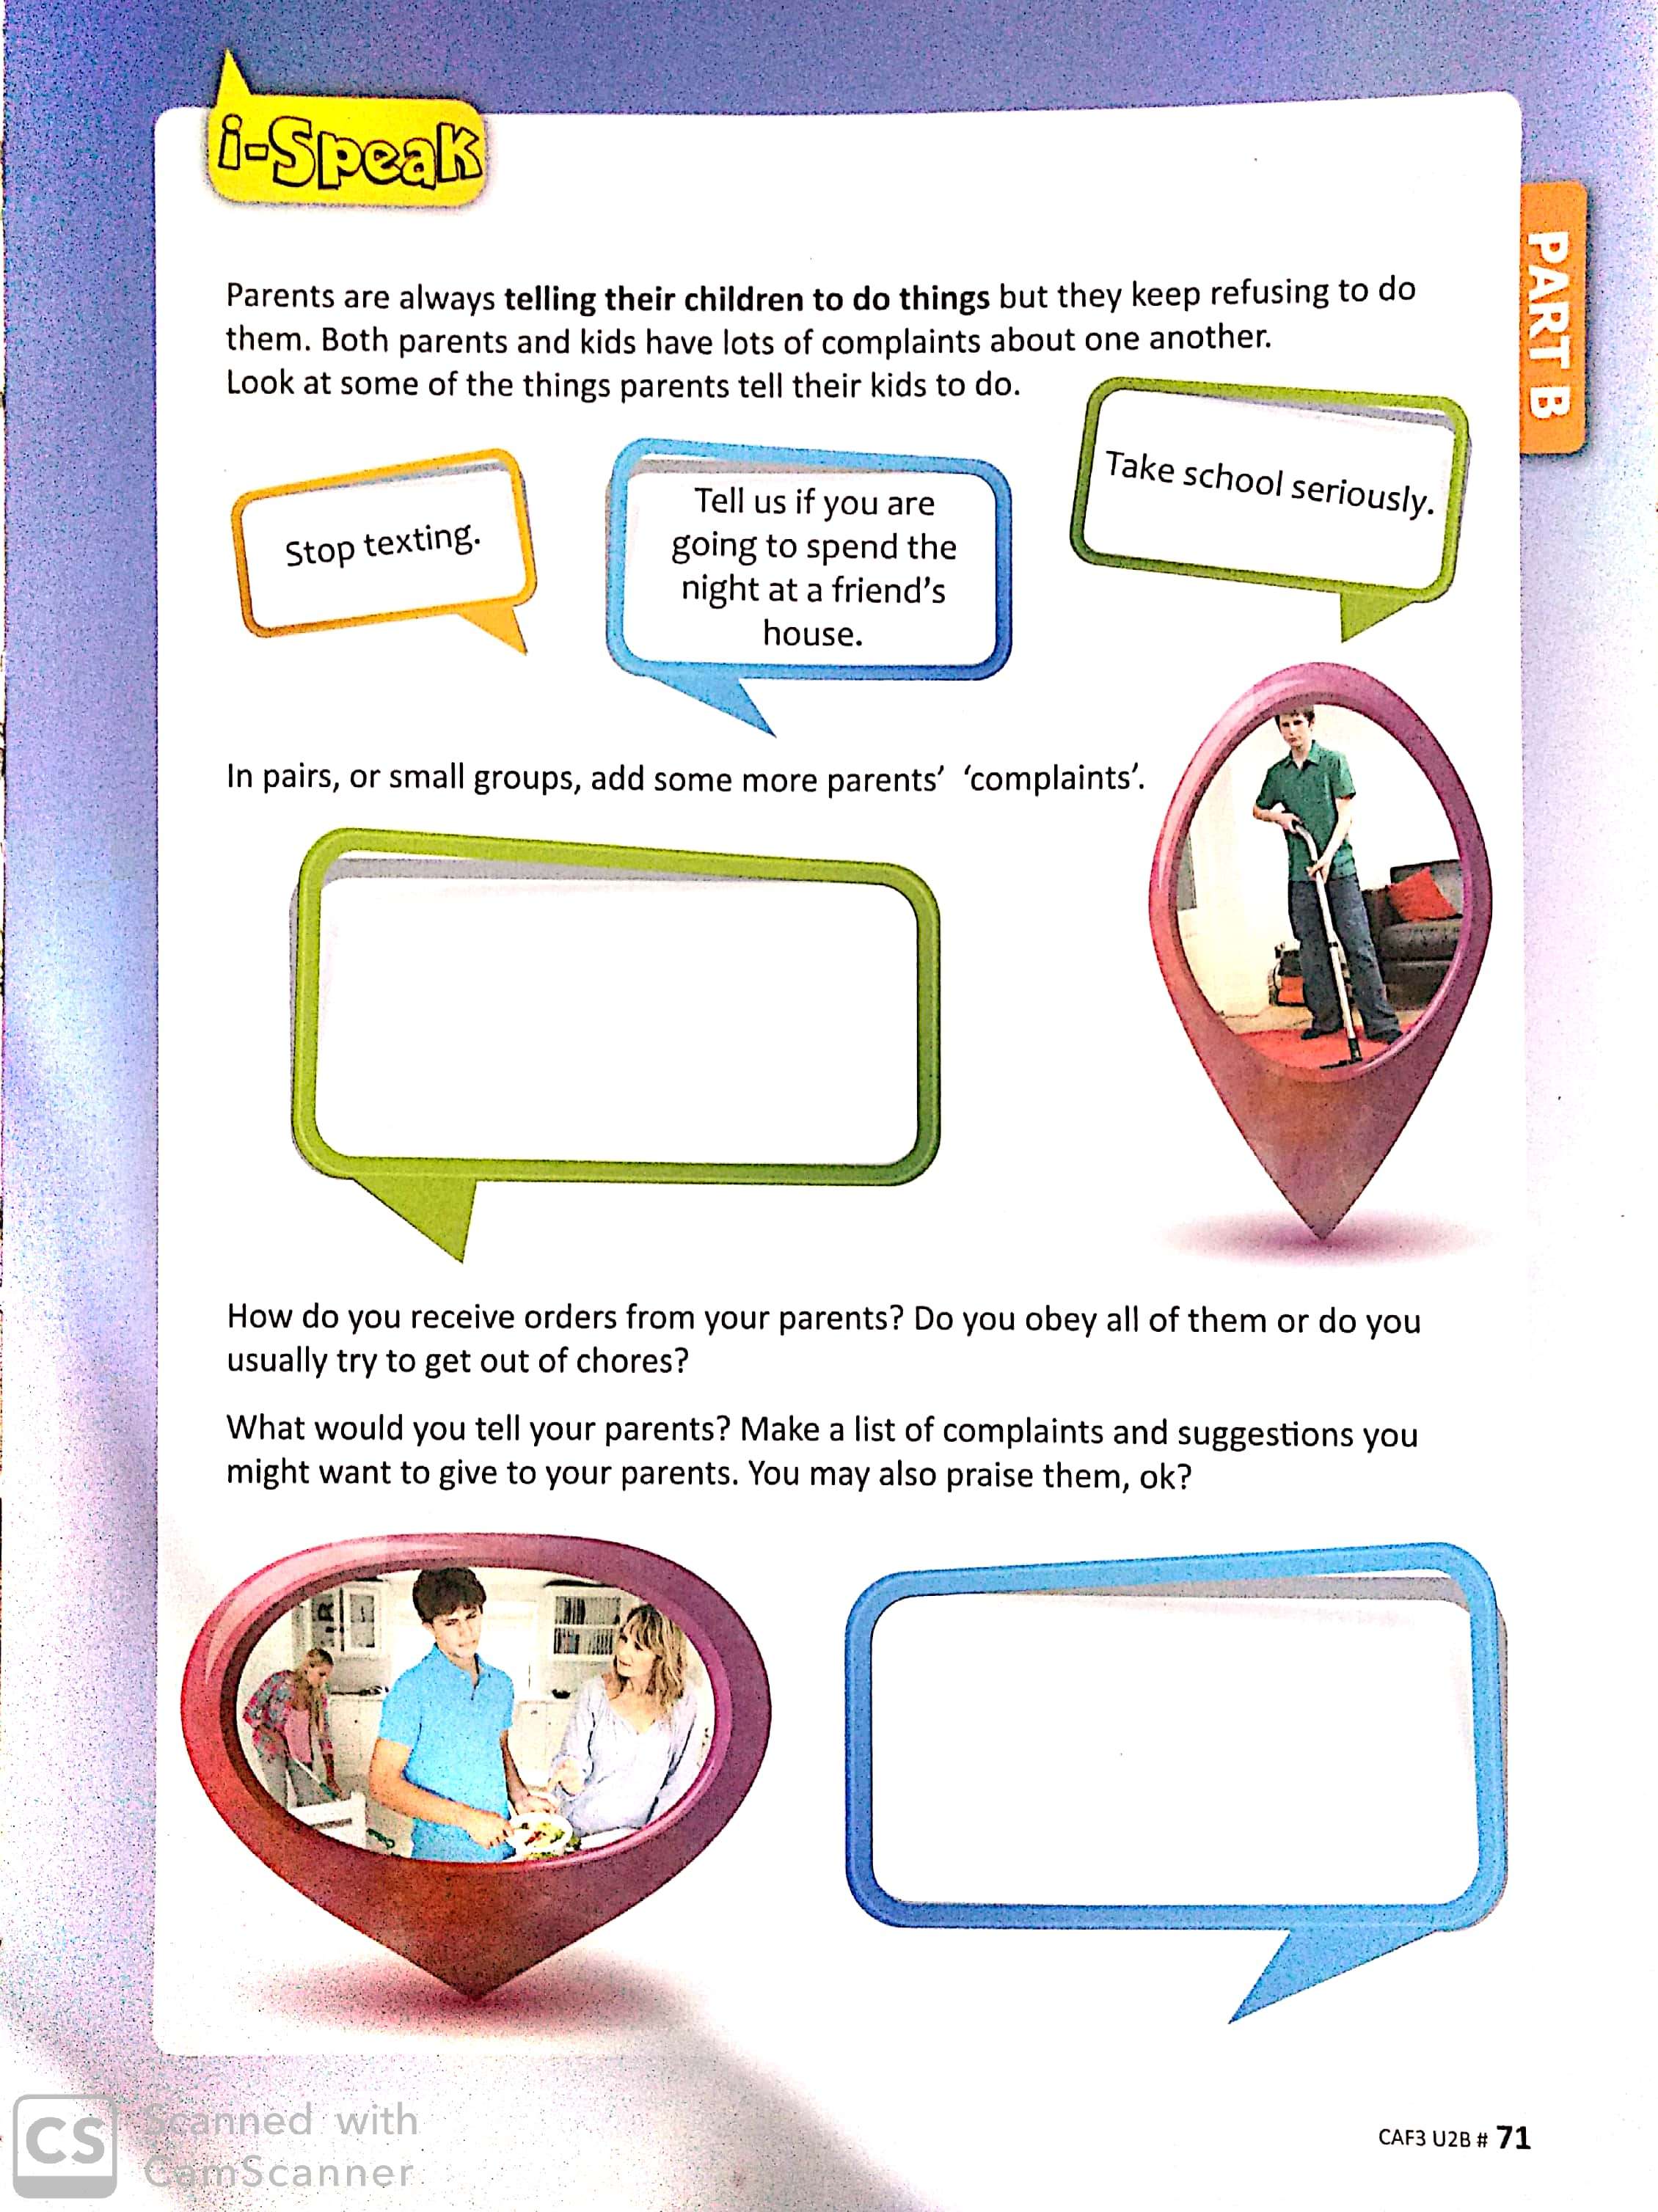 i-Speak
PART B
Parents are always telling their children to do things but they keep refusing to do
them. Both parents and kids have lots of complaints about one another.
Look at some of the things parents tell their kids to do.
Stop texting.
Tell us if you are
going to spend the
night at a friend's
house.
Take school seriously.
In pairs, or small groups, add some more parents' 'complaints'.
How do you receive orders from your parents? Do you obey all of them or do you
usually try to get out of chores?
What would you tell your parents? Make a list of complaints and suggestions you
might want to give to your parents. You may also praise them, ok?
CS
Scanned with
CamScanner
CAF3 U2B # 71